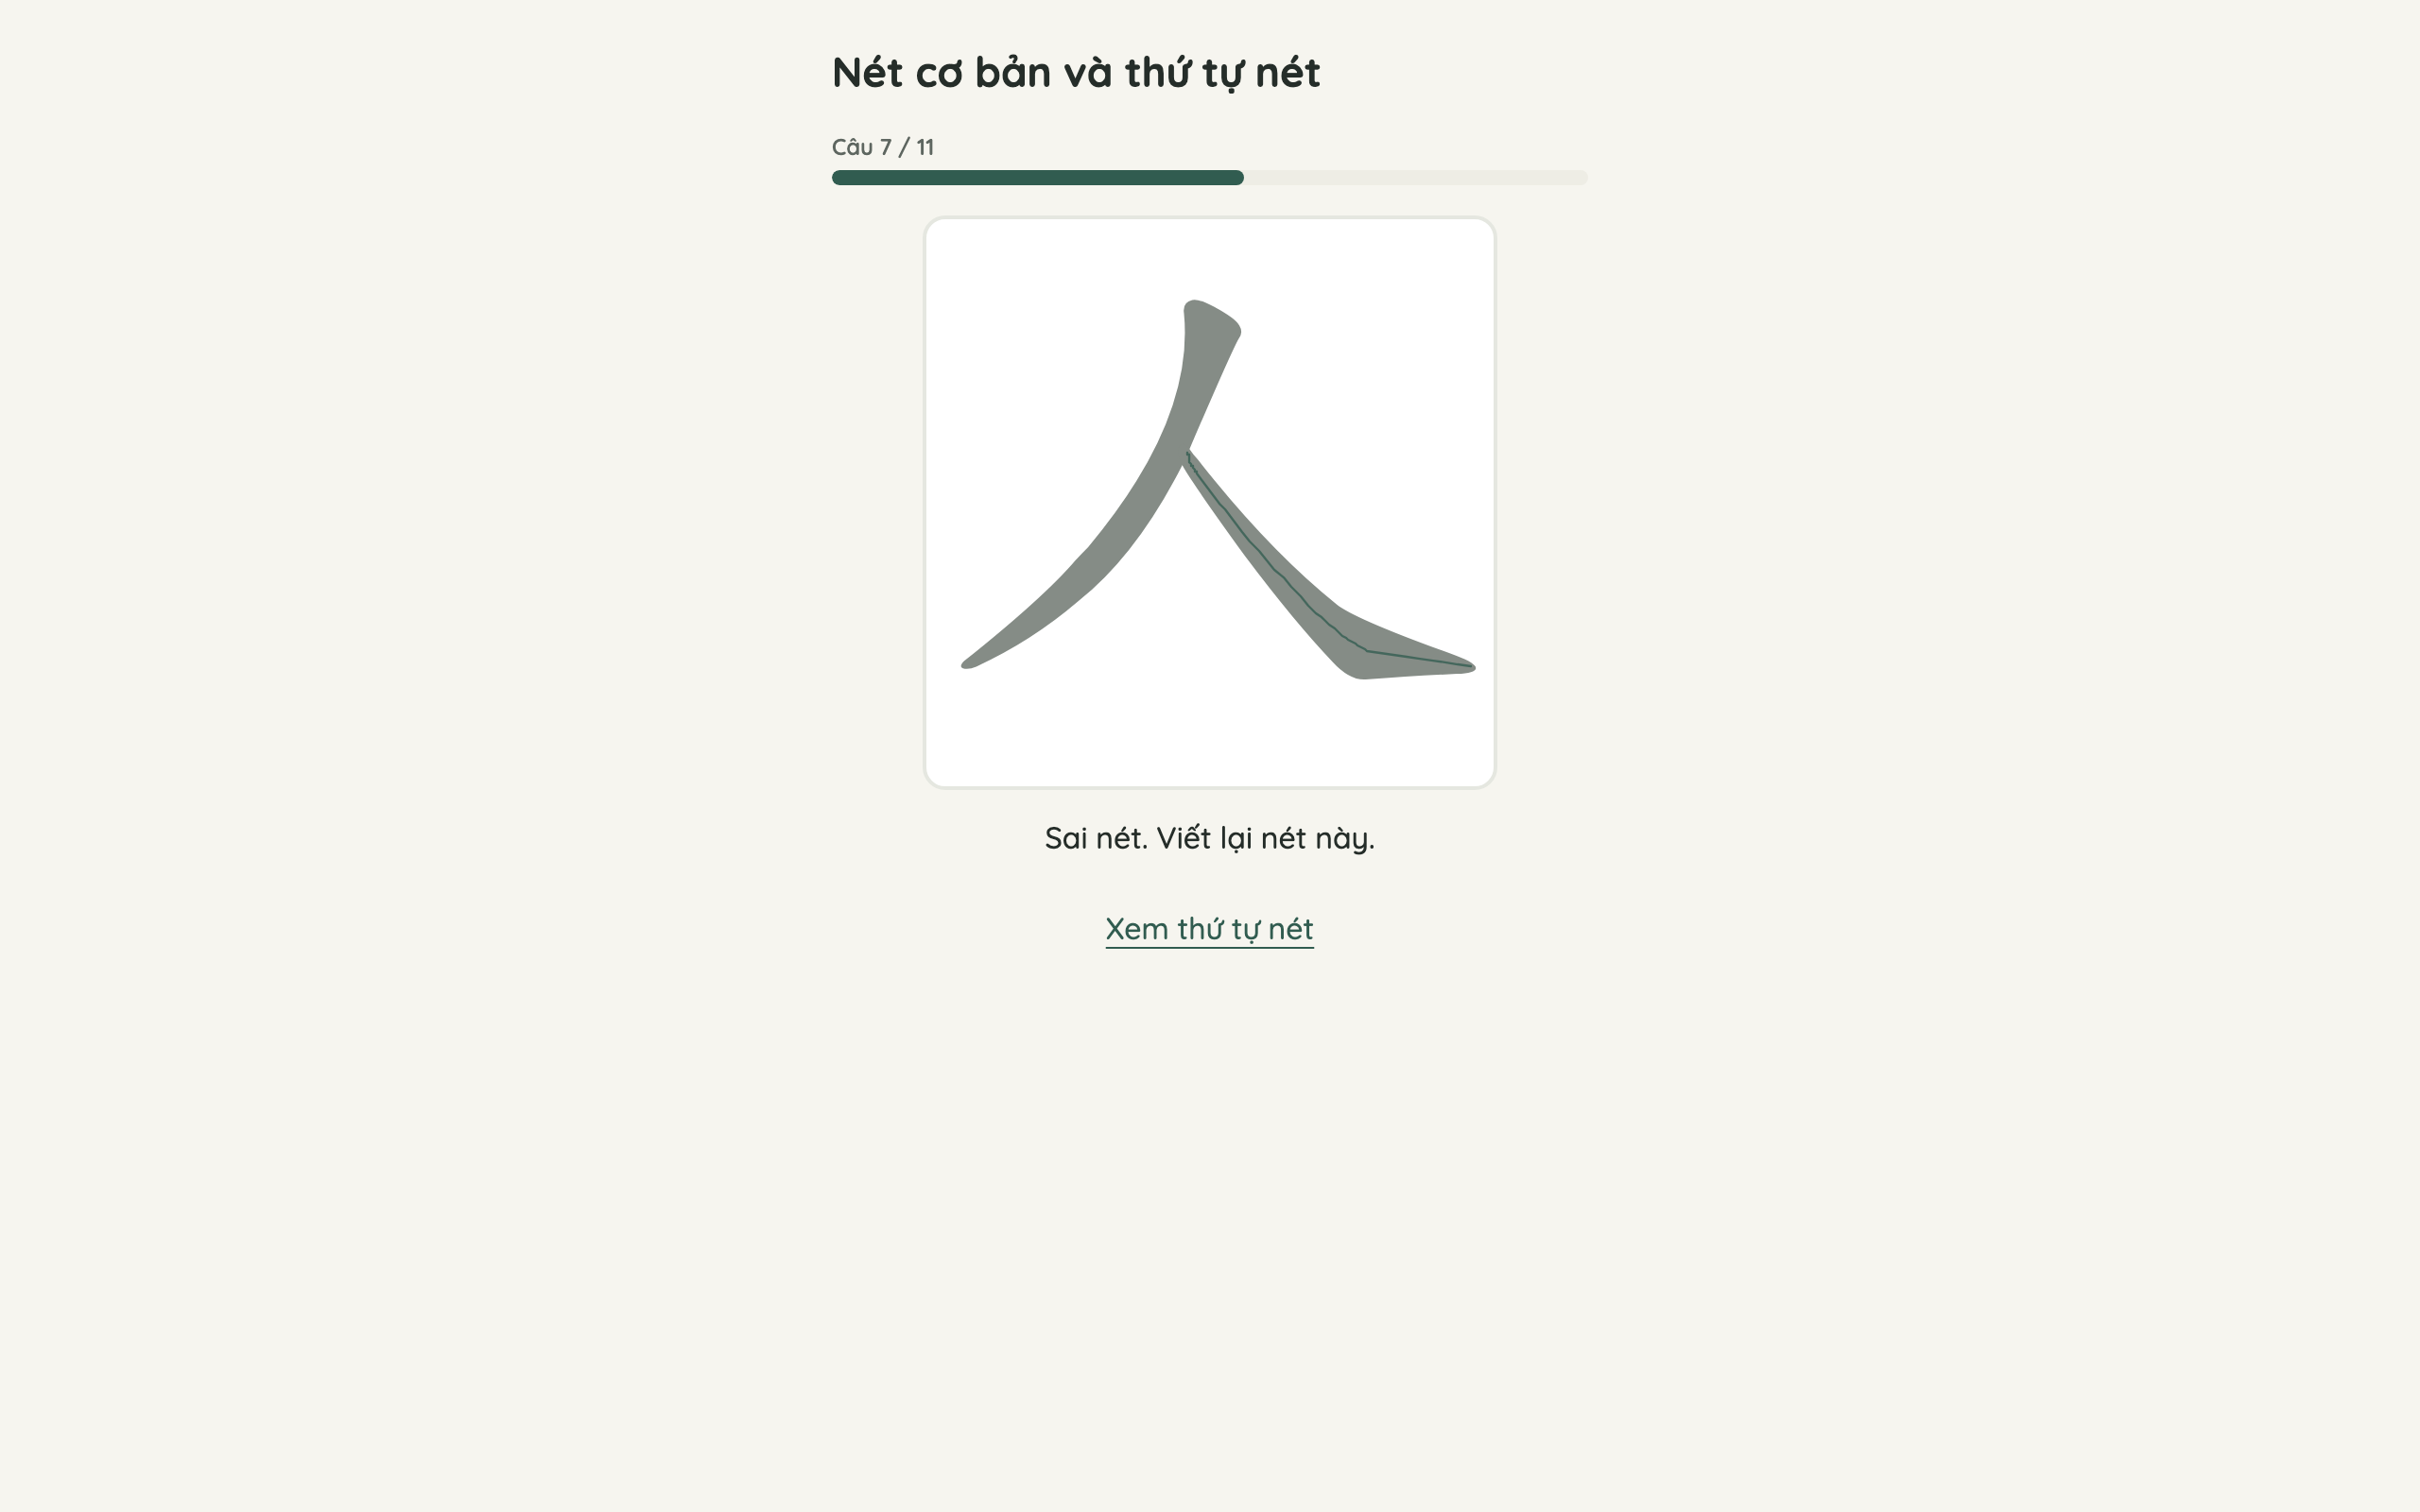 Nét cơ bản và thứ tự nét
Câu 7 / 11
人
Sai nét. Viết lại nét này.
Xem thứ tự nét